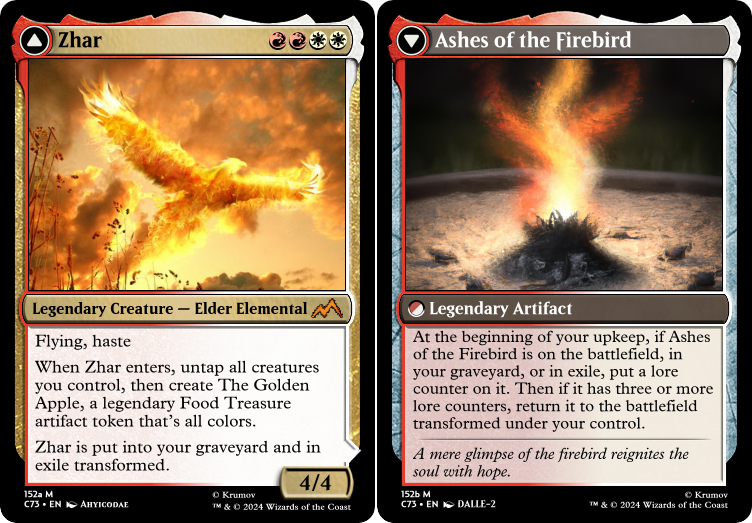 Zhar
Flying, haste
When Zhar enters, untap all creatures
you control, then create The Golden
Apple, a legendary Food Treasure
artifact token that's all colors.
Zhar is put into your graveyard and in
exile transformed.
Legendary Creature — Elder Elemental
4/4
152a M
C73 • EN Ahyicodae
© Krumov
™ & © 2024 Wizards of the Coast
Ashes of the Firebird
Legendary Artifact
At the beginning of your upkeep, if Ashes
of the Firebird is on the battlefield, in
your graveyard, or in exile, put a lore
counter on it. Then if it has three or more
lore counters, return it to the battlefield
transformed under your control.
A mere glimpse of the firebird reignites the
soul with hope.
152b M
C73 • EN DALLE-2
© Krumov
™ & © 2024 Wizards of the Coast